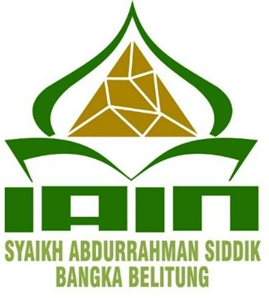 IAIN
SYAIKH ABDURRAHMAN SIDDIK
BANGKA BELITUNG